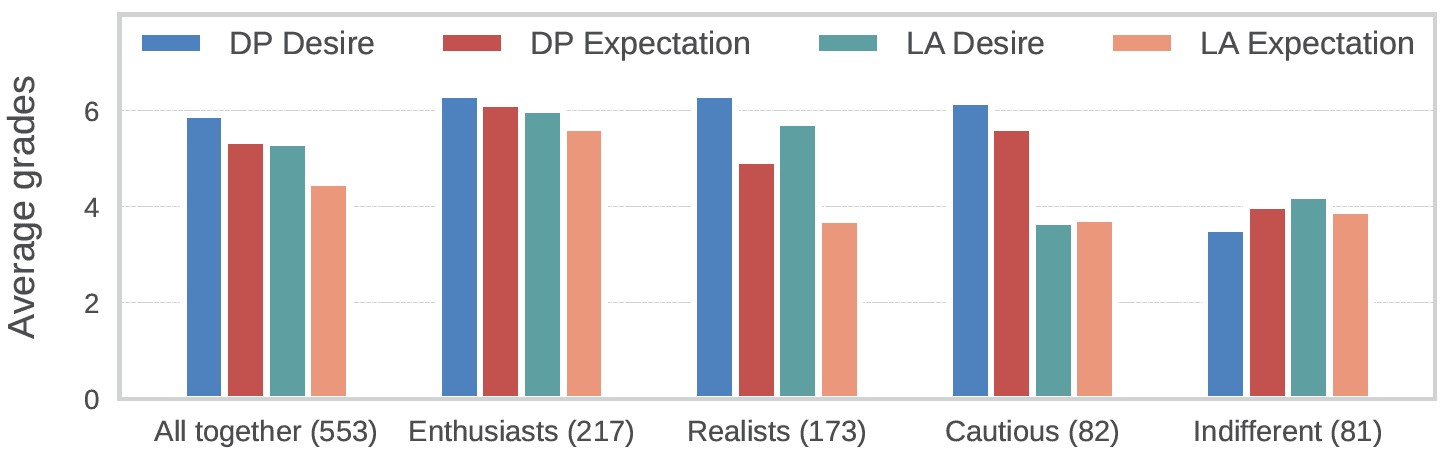 DP Desire DP Expectation LA Desire LA Expectation
Average grades
6
4
2
0
All together (553) Enthusiasts (217) Realists (173) Cautious (82) Indifferent (81)